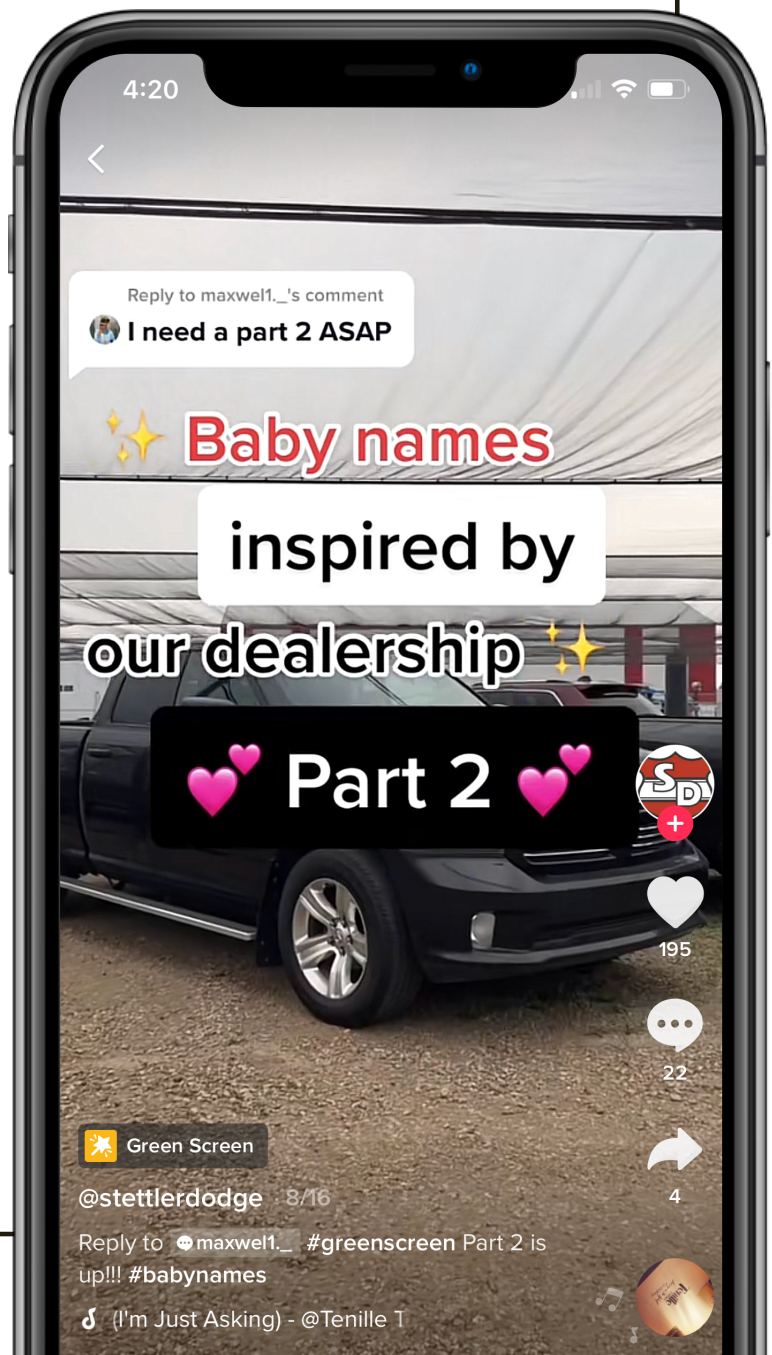 4:20
Reply to maxwel1._'s comment
I need a part 2 ASAP
✨ Baby names
inspired by
our dealership ✨
💕 Part 2 💕
SD
195
22
4
Green Screen
@stettlerdodge · 8/16
Reply to maxwel1._ #greenscreen Part 2 is
up!!! #babynames
(I'm Just Asking) - @Tenille T
Tenille